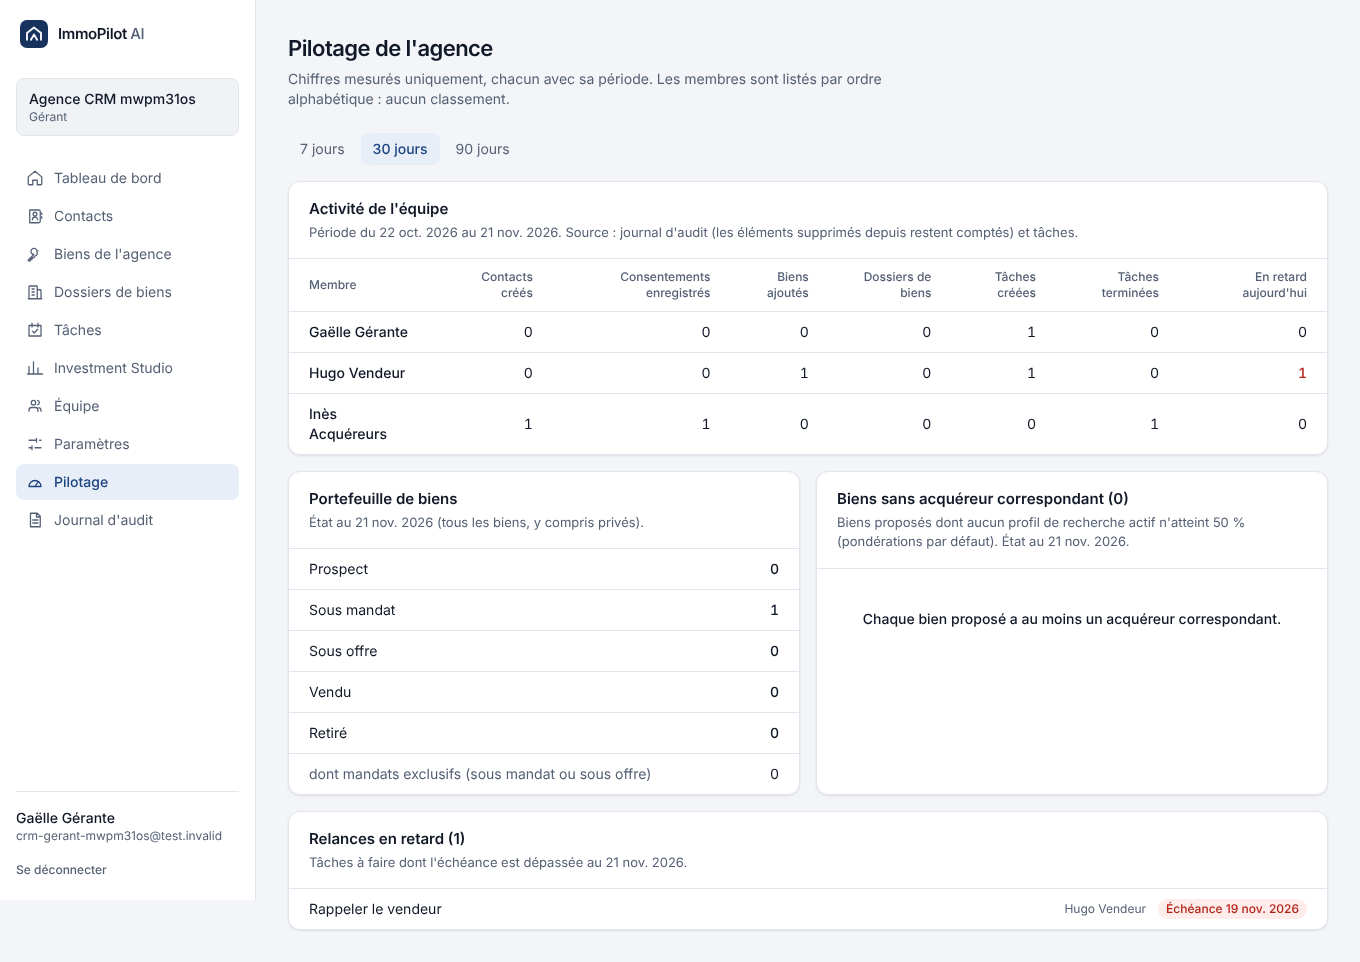 ImmoPilot AI
Agence CRM mwpm31os
Gérant
Tableau de bord
Contacts
Biens de l'agence
Dossiers de biens
Tâches
Investment Studio
Équipe
Paramètres
Pilotage
Journal d'audit
Gaëlle Gérante
crm-gerant-mwpm31os@test.invalid
Se déconnecter
Pilotage de l'agence
Chiffres mesurés uniquement, chacun avec sa période. Les membres sont listés par ordre
alphabétique : aucun classement.
7 jours 30 jours 90 jours
Activité de l'équipe
Période du 22 oct. 2026 au 21 nov. 2026. Source : journal d'audit (les éléments supprimés depuis restent comptés) et tâches.
Membre Contacts créés Consentements enregistrés Biens ajoutés Dossiers de biens Tâches créées Tâches terminées En retard aujourd'hui
Gaëlle Gérante 0 0 0 0 1 0 0
Hugo Vendeur 0 0 1 0 1 0 1
Inès
Acquéreurs 1 1 0 0 0 1 0
Portefeuille de biens
État au 21 nov. 2026 (tous les biens, y compris privés).
Prospect 0
Sous mandat 1
Sous offre 0
Vendu 0
Retiré 0
dont mandats exclusifs (sous mandat ou sous offre) 0
Biens sans acquéreur correspondant (0)
Biens proposés dont aucun profil de recherche actif n'atteint 50 %
(pondérations par défaut). État au 21 nov. 2026.
Chaque bien proposé a au moins un acquéreur correspondant.
Relances en retard (1)
Tâches à faire dont l'échéance est dépassée au 21 nov. 2026.
Rappeler le vendeur Hugo Vendeur Échéance 19 nov. 2026